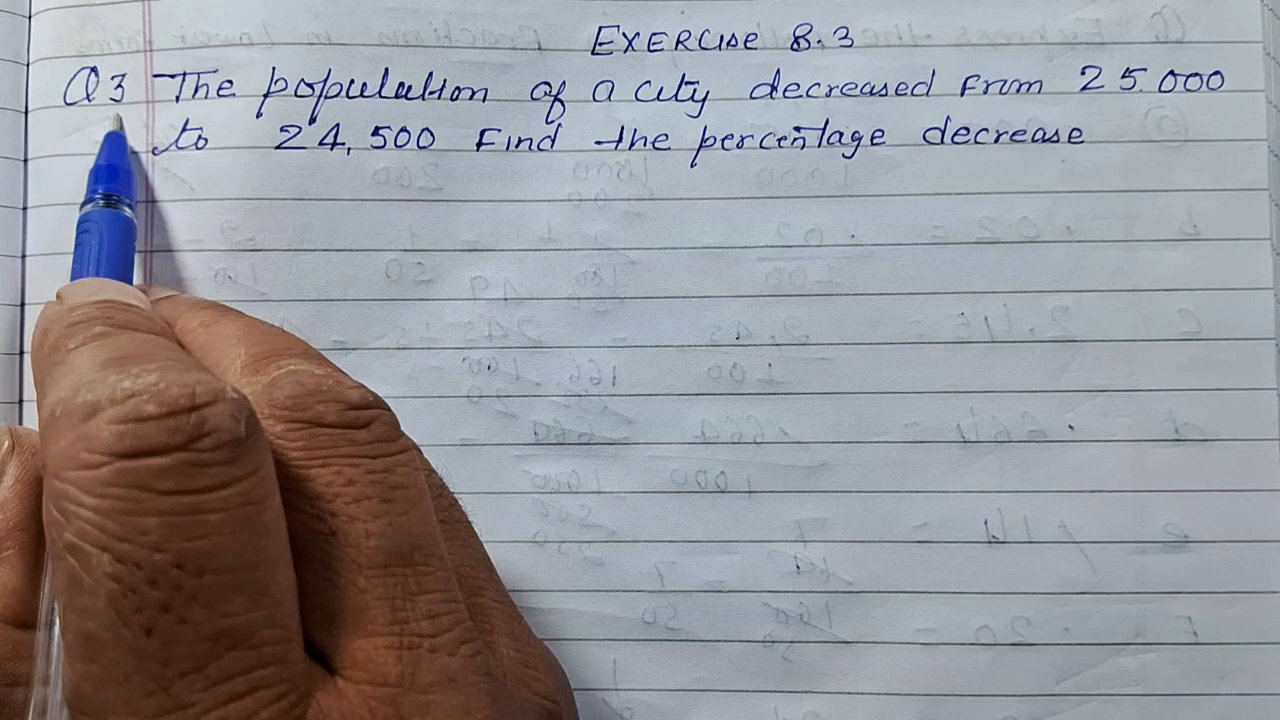 EXERCISE 8.3
Q3 The population of a city decreased From 25.000
to 24,500 Find the percentage decrease